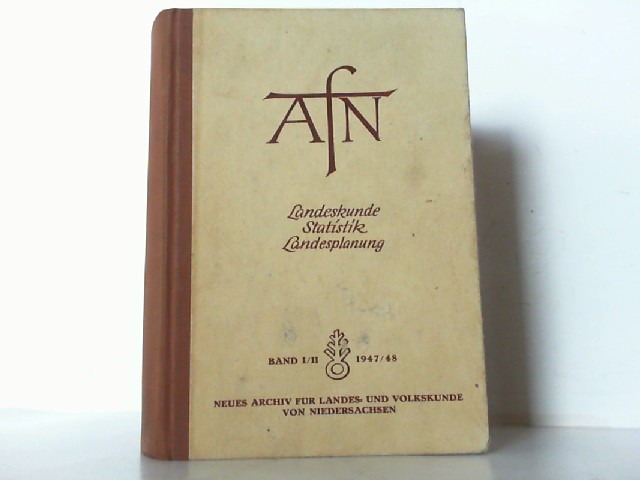 AfN
Landeskunde
Statistik
Landesplanung
BAND I/II 1947/48
NEUES ARCHIV FÜR LANDES- UND VOLKSKUNDE
VON NIEDERSACHSEN